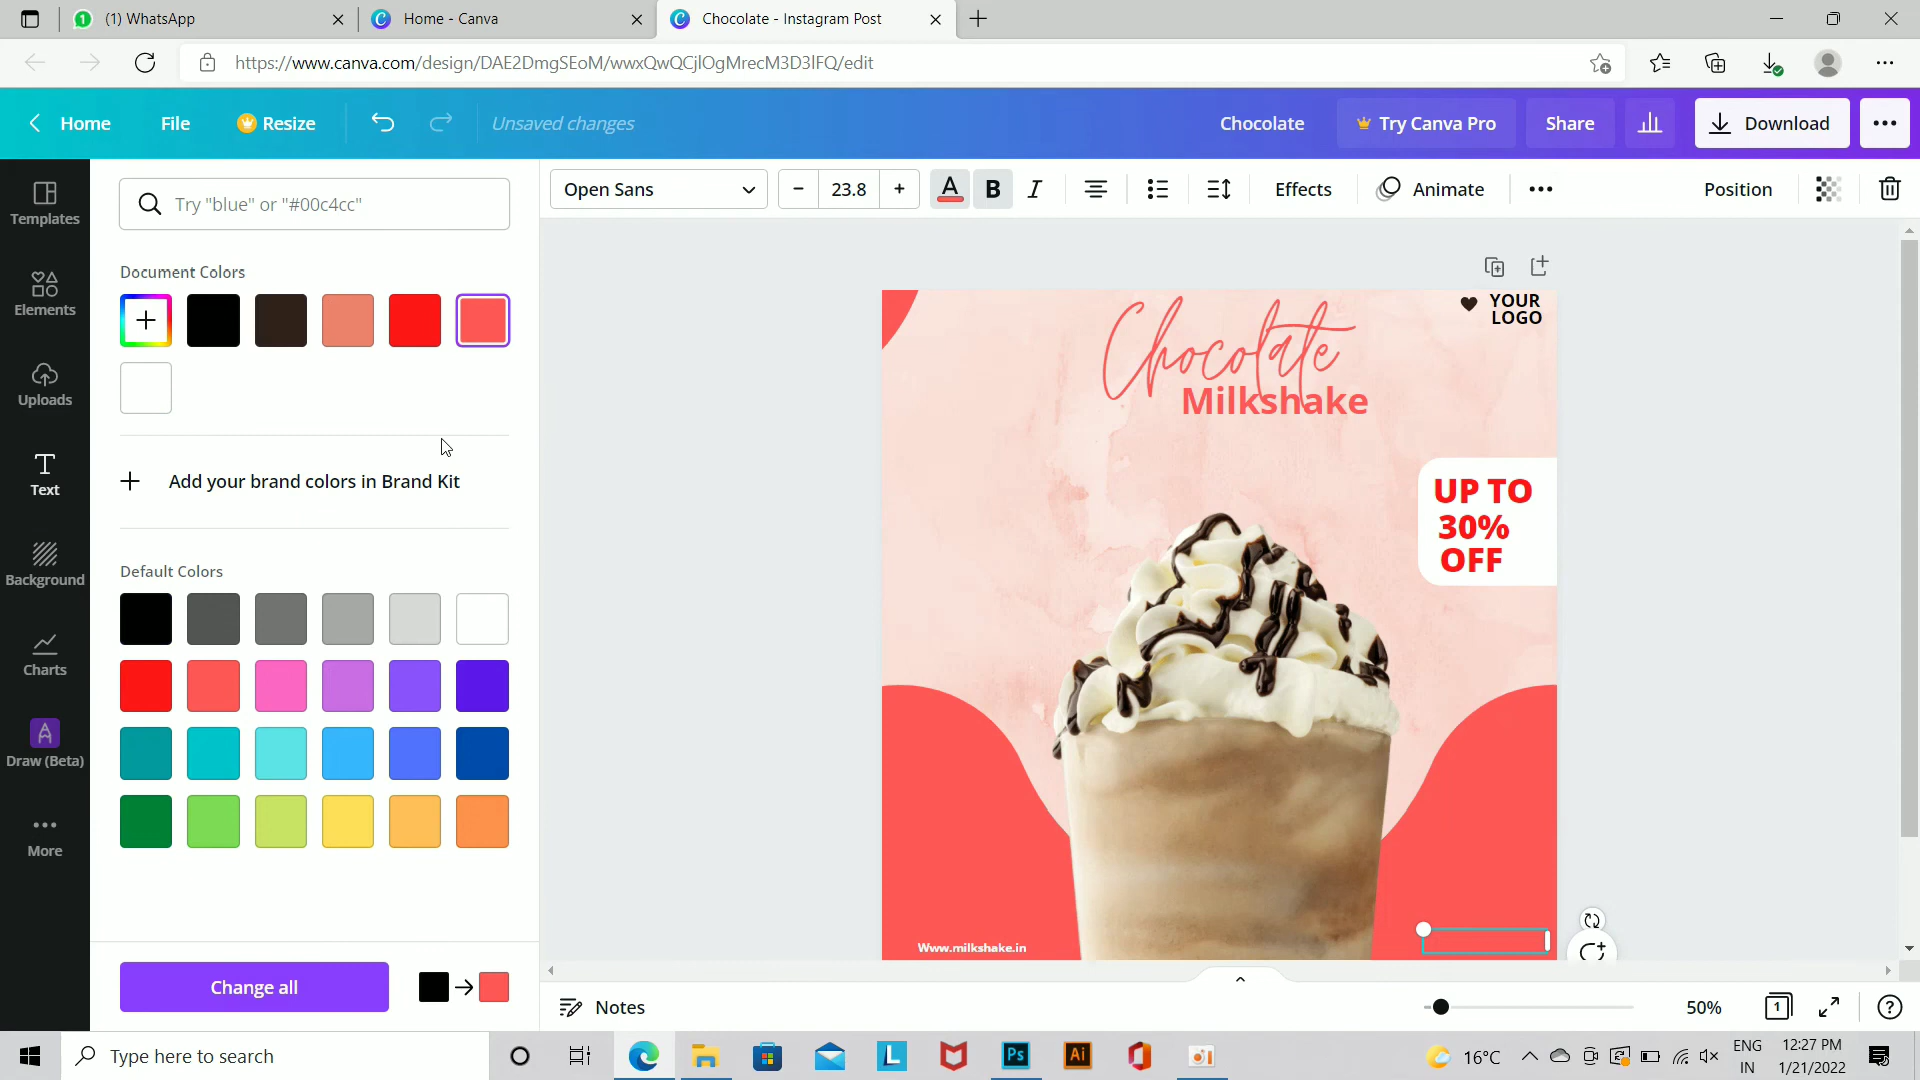 (1) WhatsApp
Home - Canva
Chocolate - Instagram Post
https://www.canva.com/design/DAE2DmgSEoM/wwxQwQCjlOgMrecM3D3lFQ/edit
Home
File
Resize
Unsaved changes
Chocolate
Try Canva Pro
Share
Download
Templates
Elements
Uploads
Text
Background
Charts
Draw (Beta)
More
Try "blue" or "#00c4cc"
Document Colors
Add your brand colors in Brand Kit
Default Colors
Change all
Open Sans
23.8
A
B
I
Effects
Animate
Position
YOUR
LOGO
Chocolate
Milkshake
UP TO
30%
OFF
Www.milkshake.in
Notes
50%
1
Type here to search
L
Ps
Ai
16°C
ENG
IN
12:27 PM
1/21/2022